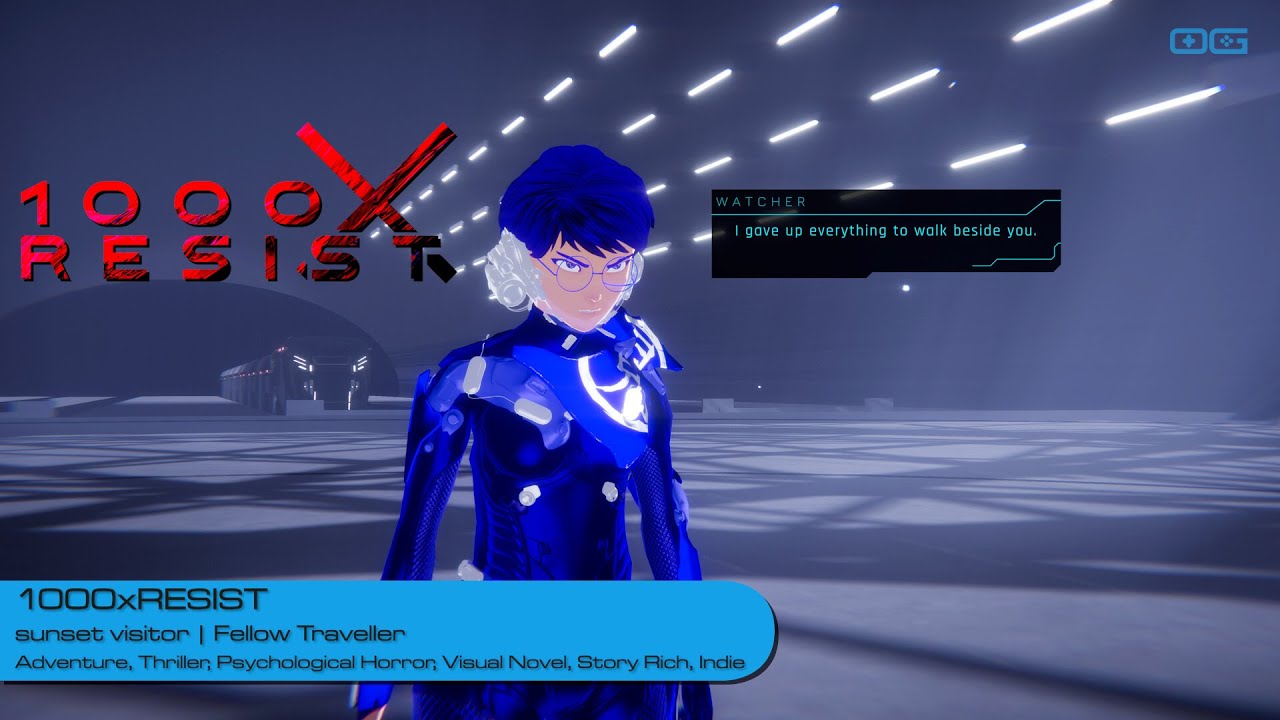 OG
1000X
RESIST
WATCHER
I gave up everything to walk beside you.
1000xRESIST
sunset visitor | Fellow Traveller
Adventure, Thriller, Psychological Horror, Visual Novel, Story Rich, Indie